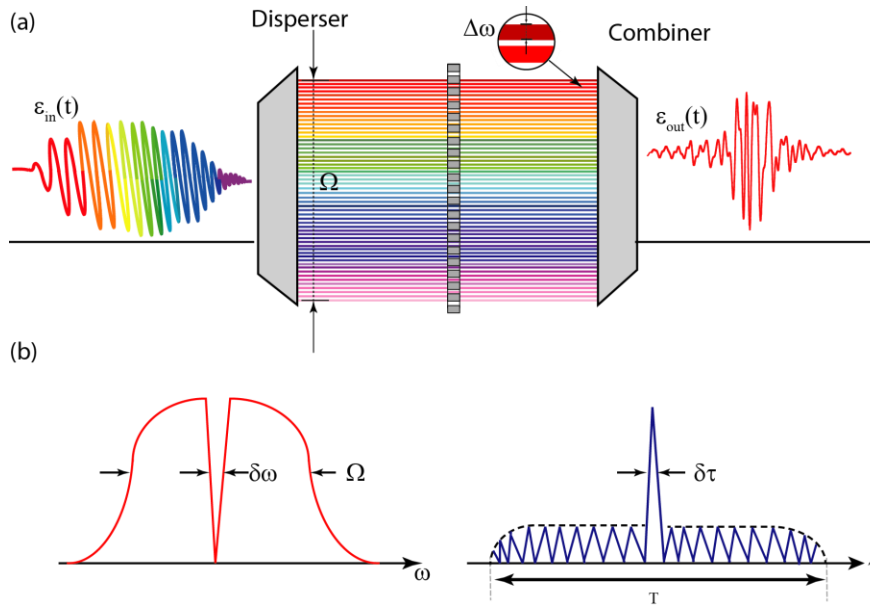 (a)
Disperser
Δω
Combiner
ε_in(t)
ε_out(t)
Ω
(b)
δω
Ω
δτ
ω
T